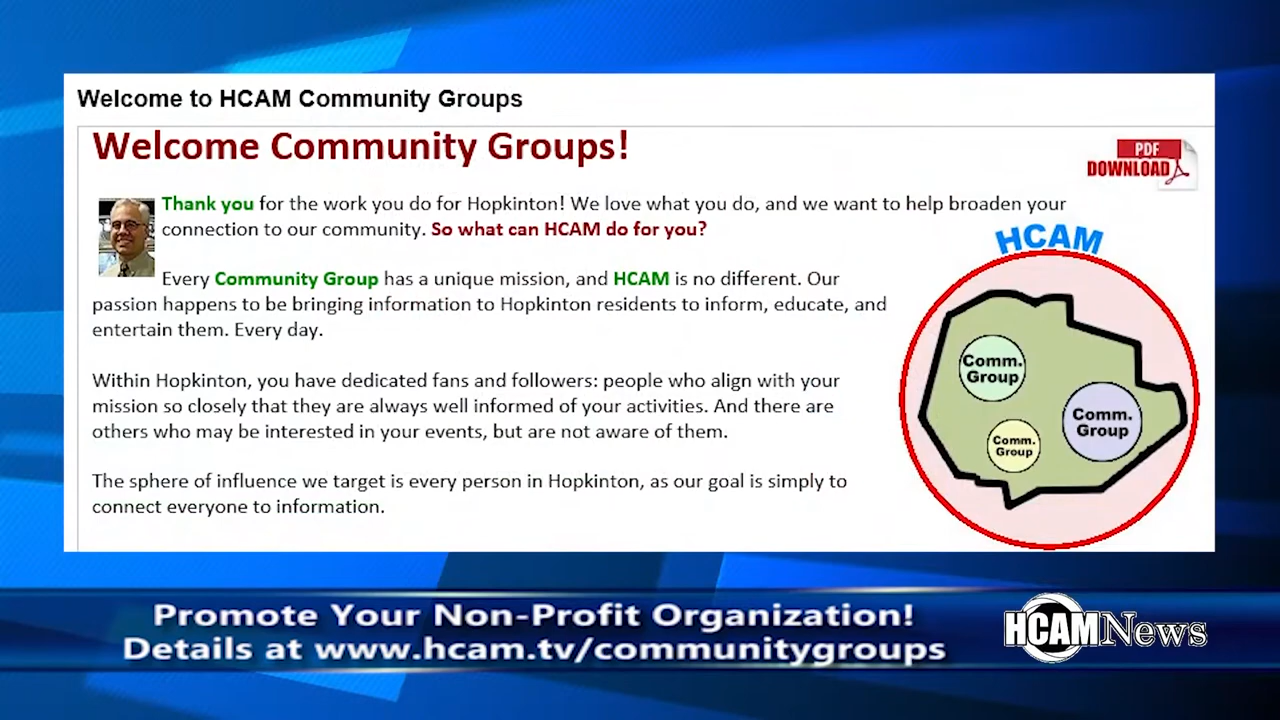 Welcome to HCAM Community Groups
Welcome Community Groups!
PDF
DOWNLOAD
Thank you for the work you do for Hopkinton! We love what you do, and we want to help broaden your
connection to our community. So what can HCAM do for you?
Every Community Group has a unique mission, and HCAM is no different. Our
passion happens to be bringing information to Hopkinton residents to inform, educate, and
entertain them. Every day.
Within Hopkinton, you have dedicated fans and followers: people who align with your
mission so closely that they are always well informed of your activities. And there are
others who may be interested in your events, but are not aware of them.
The sphere of influence we target is every person in Hopkinton, as our goal is simply to
connect everyone to information.
HCAM
Comm.
Group
Comm.
Group
Comm.
Group
Promote Your Non-Profit Organization!
Details at www.hcam.tv/communitygroups
HCAMNews